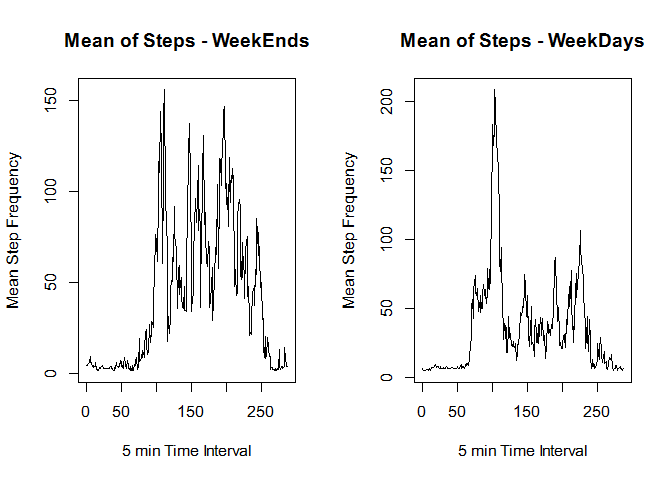 Mean of Steps - WeekEnds
Mean Step Frequency
0
50
100
150
0
50
150
250
5 min Time Interval
Mean of Steps - WeekDays
Mean Step Frequency
0
50
100
150
200
0
50
150
250
5 min Time Interval